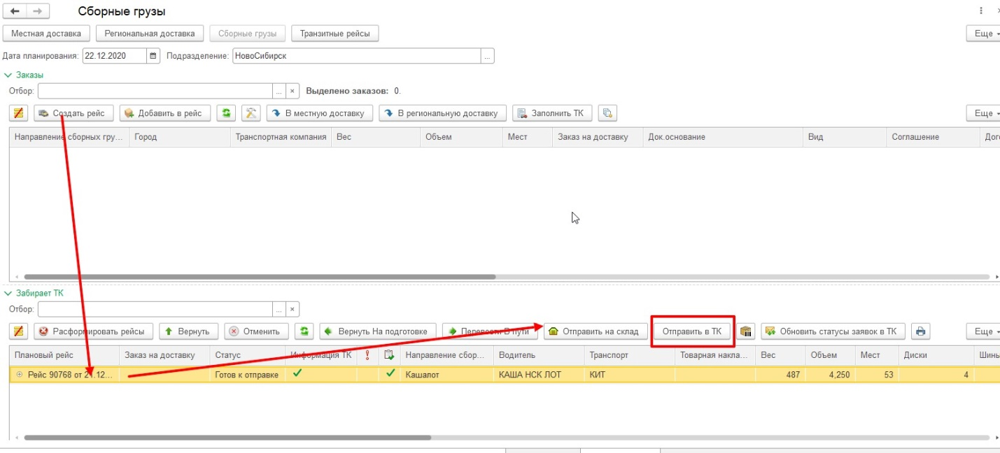 Сборные грузы
Местная доставка Региональная доставка Сборные грузы Транзитные рейсы Еще
Дата планирования: 22.12.2020 Подразделение: НовоСибирск ...
Заказы
Отбор: ... × Выделено заказов: 0.
Создать рейс Добавить в рейс В местную доставку В региональную доставку Заполнить ТК Еще
Направление сборных гру... Город Транспортная компания Вес Объем Мест Заказ на доставку Док.основание Вид Соглашение Дого
Забирает ТК
Отбор: ... ×
Расформировать рейсы Вернуть Отменить Вернуть На подготовке Перевести В пути Отправить на склад Отправить в ТК Обновить статусы заявок в ТК Еще
Плановый рейс Заказ на доставку Статус Информация ТК Направление сбор... Водитель Транспорт Товарная накла... Вес Объем Мест Диски Шины
Рейс 90768 от 21.12... Готов к отправке Кашалот КАША НСК ЛОТ КИТ 487 4,250 53 4